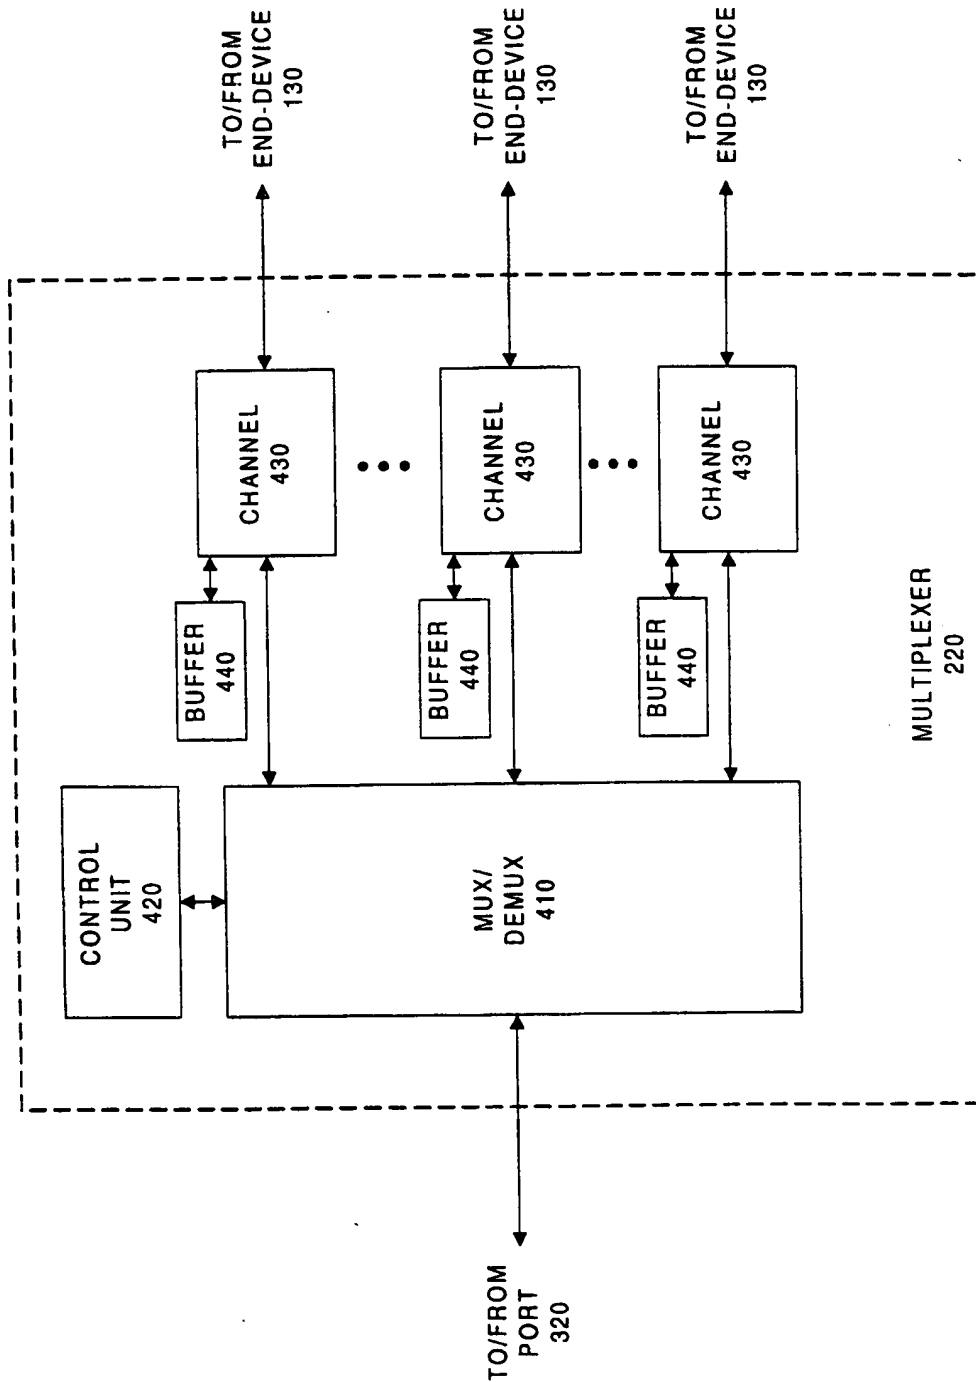 CONTROL
UNIT
420
TO/FROM
PORT
320
MUX/
DEMUX
410
BUFFER
440
CHANNEL
430
TO/FROM
END-DEVICE
130
BUFFER
440
CHANNEL
430
TO/FROM
END-DEVICE
130
BUFFER
440
CHANNEL
430
TO/FROM
END-DEVICE
130
MULTIPLEXER
220